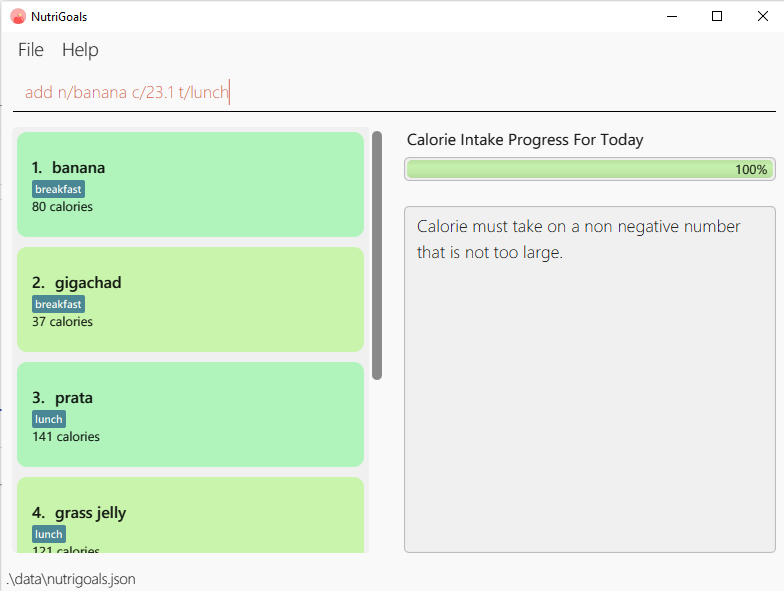 NutriGoals
File Help
add n/banana c/23.1 t/lunch
1. banana
breakfast
80 calories
2. gigachad
breakfast
37 calories
3. prata
lunch
141 calories
4. grass jelly
lunch
121 calories
Calorie Intake Progress For Today
100%
Calorie must take on a non negative number
that is not too large.
.\data\nutrigoals.json